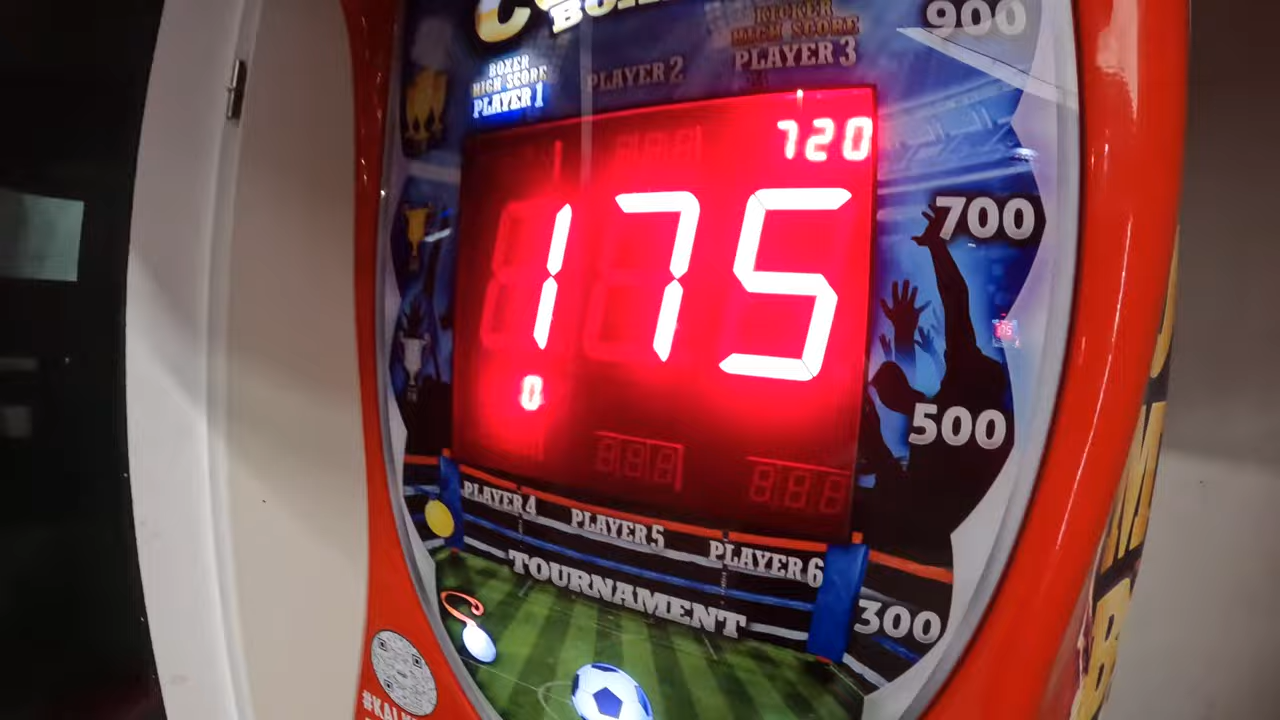 900
BOXER
HIGH SCORE
PLAYER 1
PLAYER 2
KICKER
HIGH SCORE
PLAYER 3
720
175
700
0
500
PLAYER 4
PLAYER 5
PLAYER 6
TOURNAMENT
300